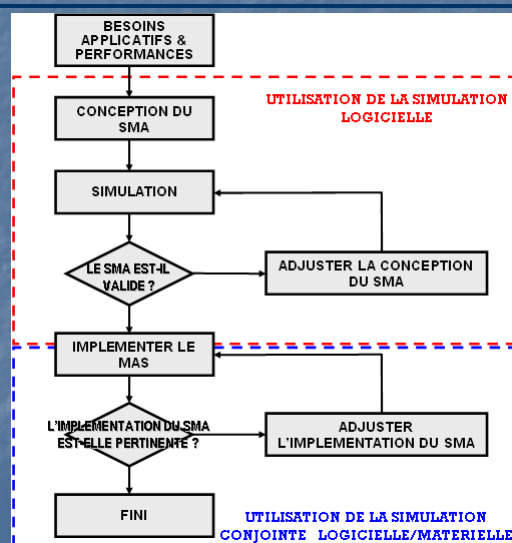 BESOINS
APPLICATIFS &
PERFORMANCES
UTILISATION DE LA SIMULATION
LOGICIELLE
CONCEPTION DU
SMA
SIMULATION
LE SMA EST-IL
VALIDE ?
ADJUSTER LA CONCEPTION
DU SMA
IMPLEMENTER LE
MAS
L'IMPLEMENTATION DU SMA
EST-ELLE PERTINENTE ?
ADJUSTER
L'IMPLEMENTATION DU SMA
FINI
UTILISATION DE LA SIMULATION
CONJOINTE LOGICIELLE/MATERIELLE